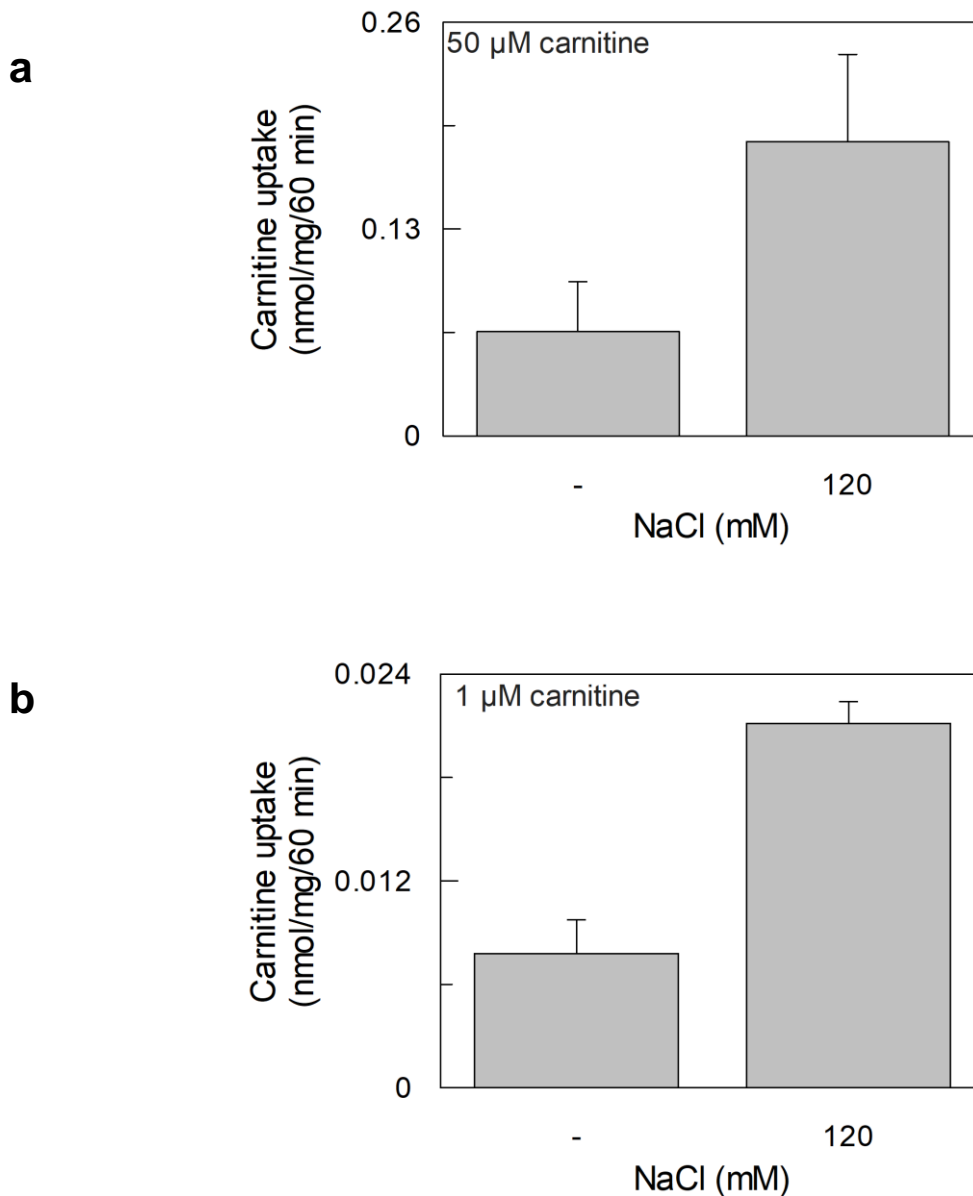 a
50 µM carnitine
Carnitine uptake
(nmol/mg/60 min)
0.26
0.13
0
- 120
NaCl (mM)
b
1 µM carnitine
Carnitine uptake
(nmol/mg/60 min)
0.024
0.012
0
- 120
NaCl (mM)